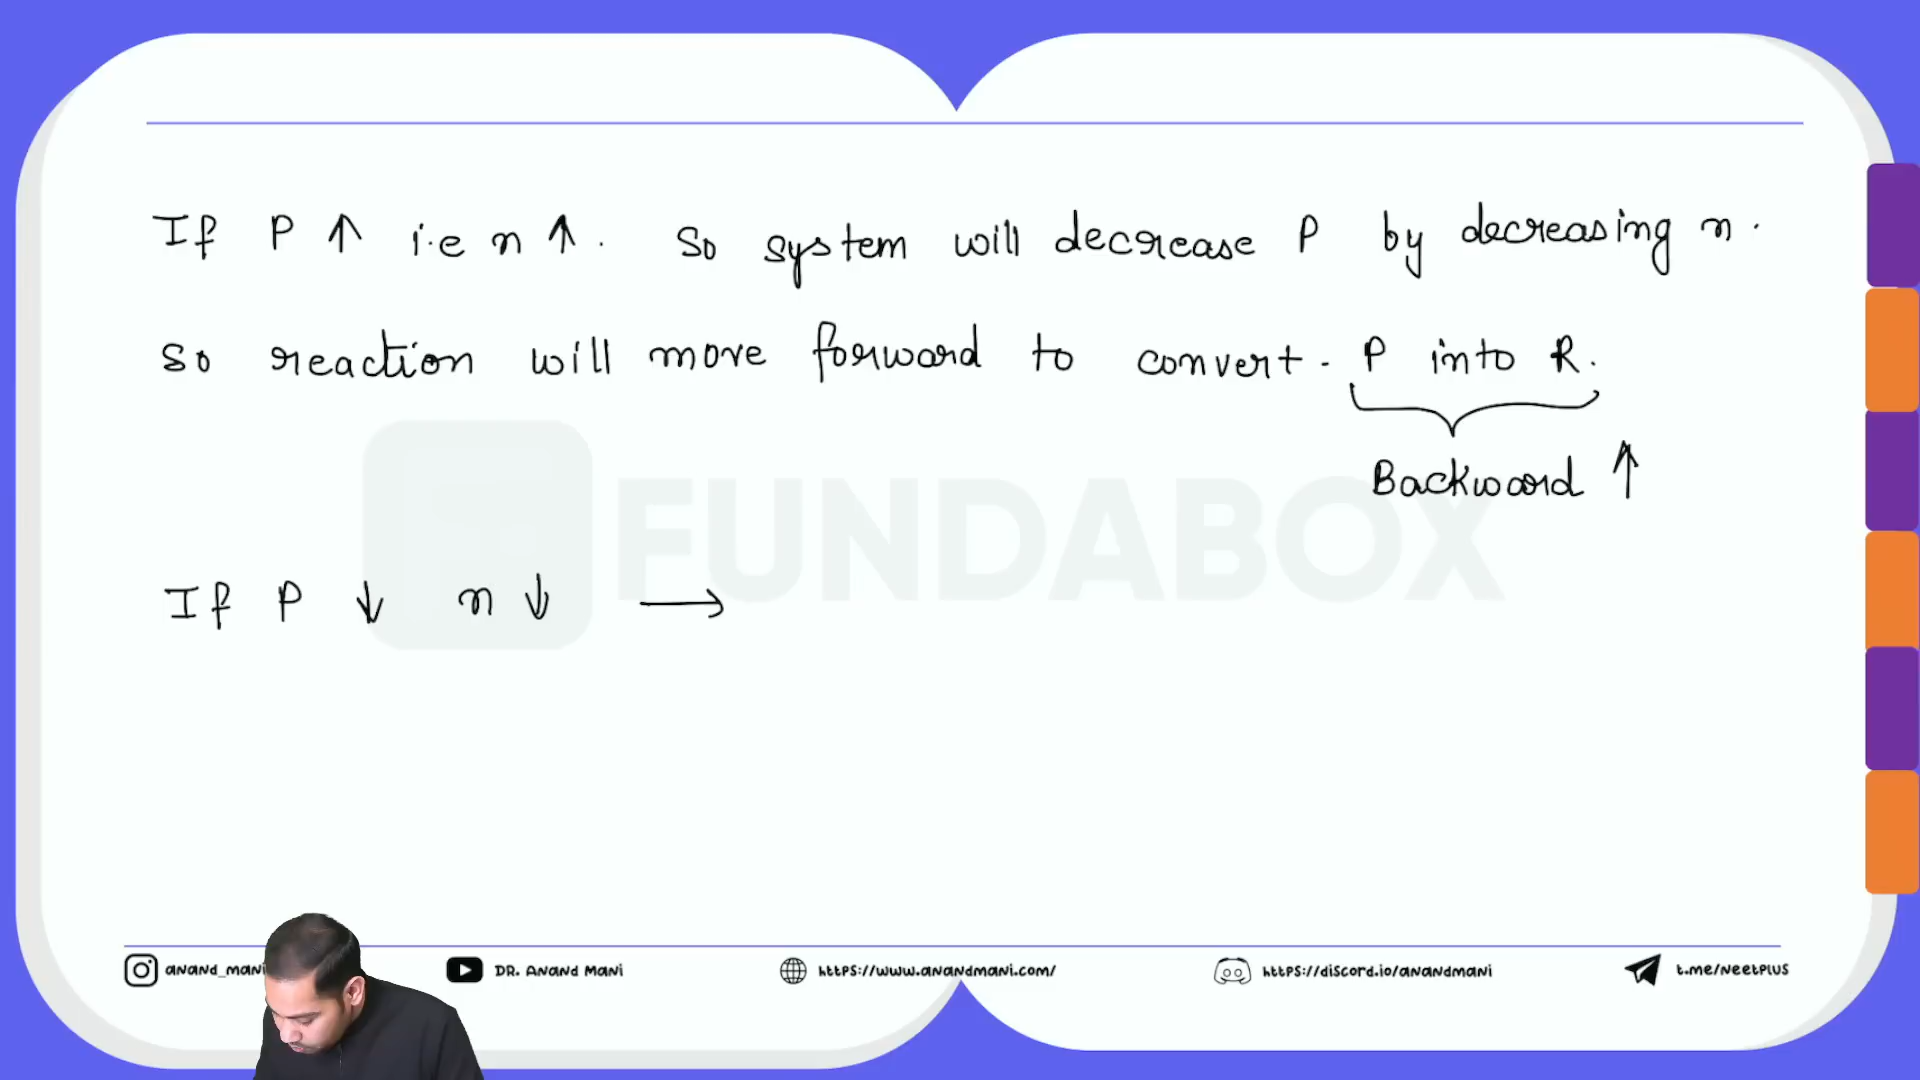 If P ↑ i.e n ↑. So system will decrease P by decreasing n.
So reaction will move forward to convert. P into R.
Backward ↑
FUNDABOX
If P ↓ n ↓ →
anand_mani
DR. Anand Mani
https://www.anandmani.com/
https://discord.io/anandmani
t.me/neetplus